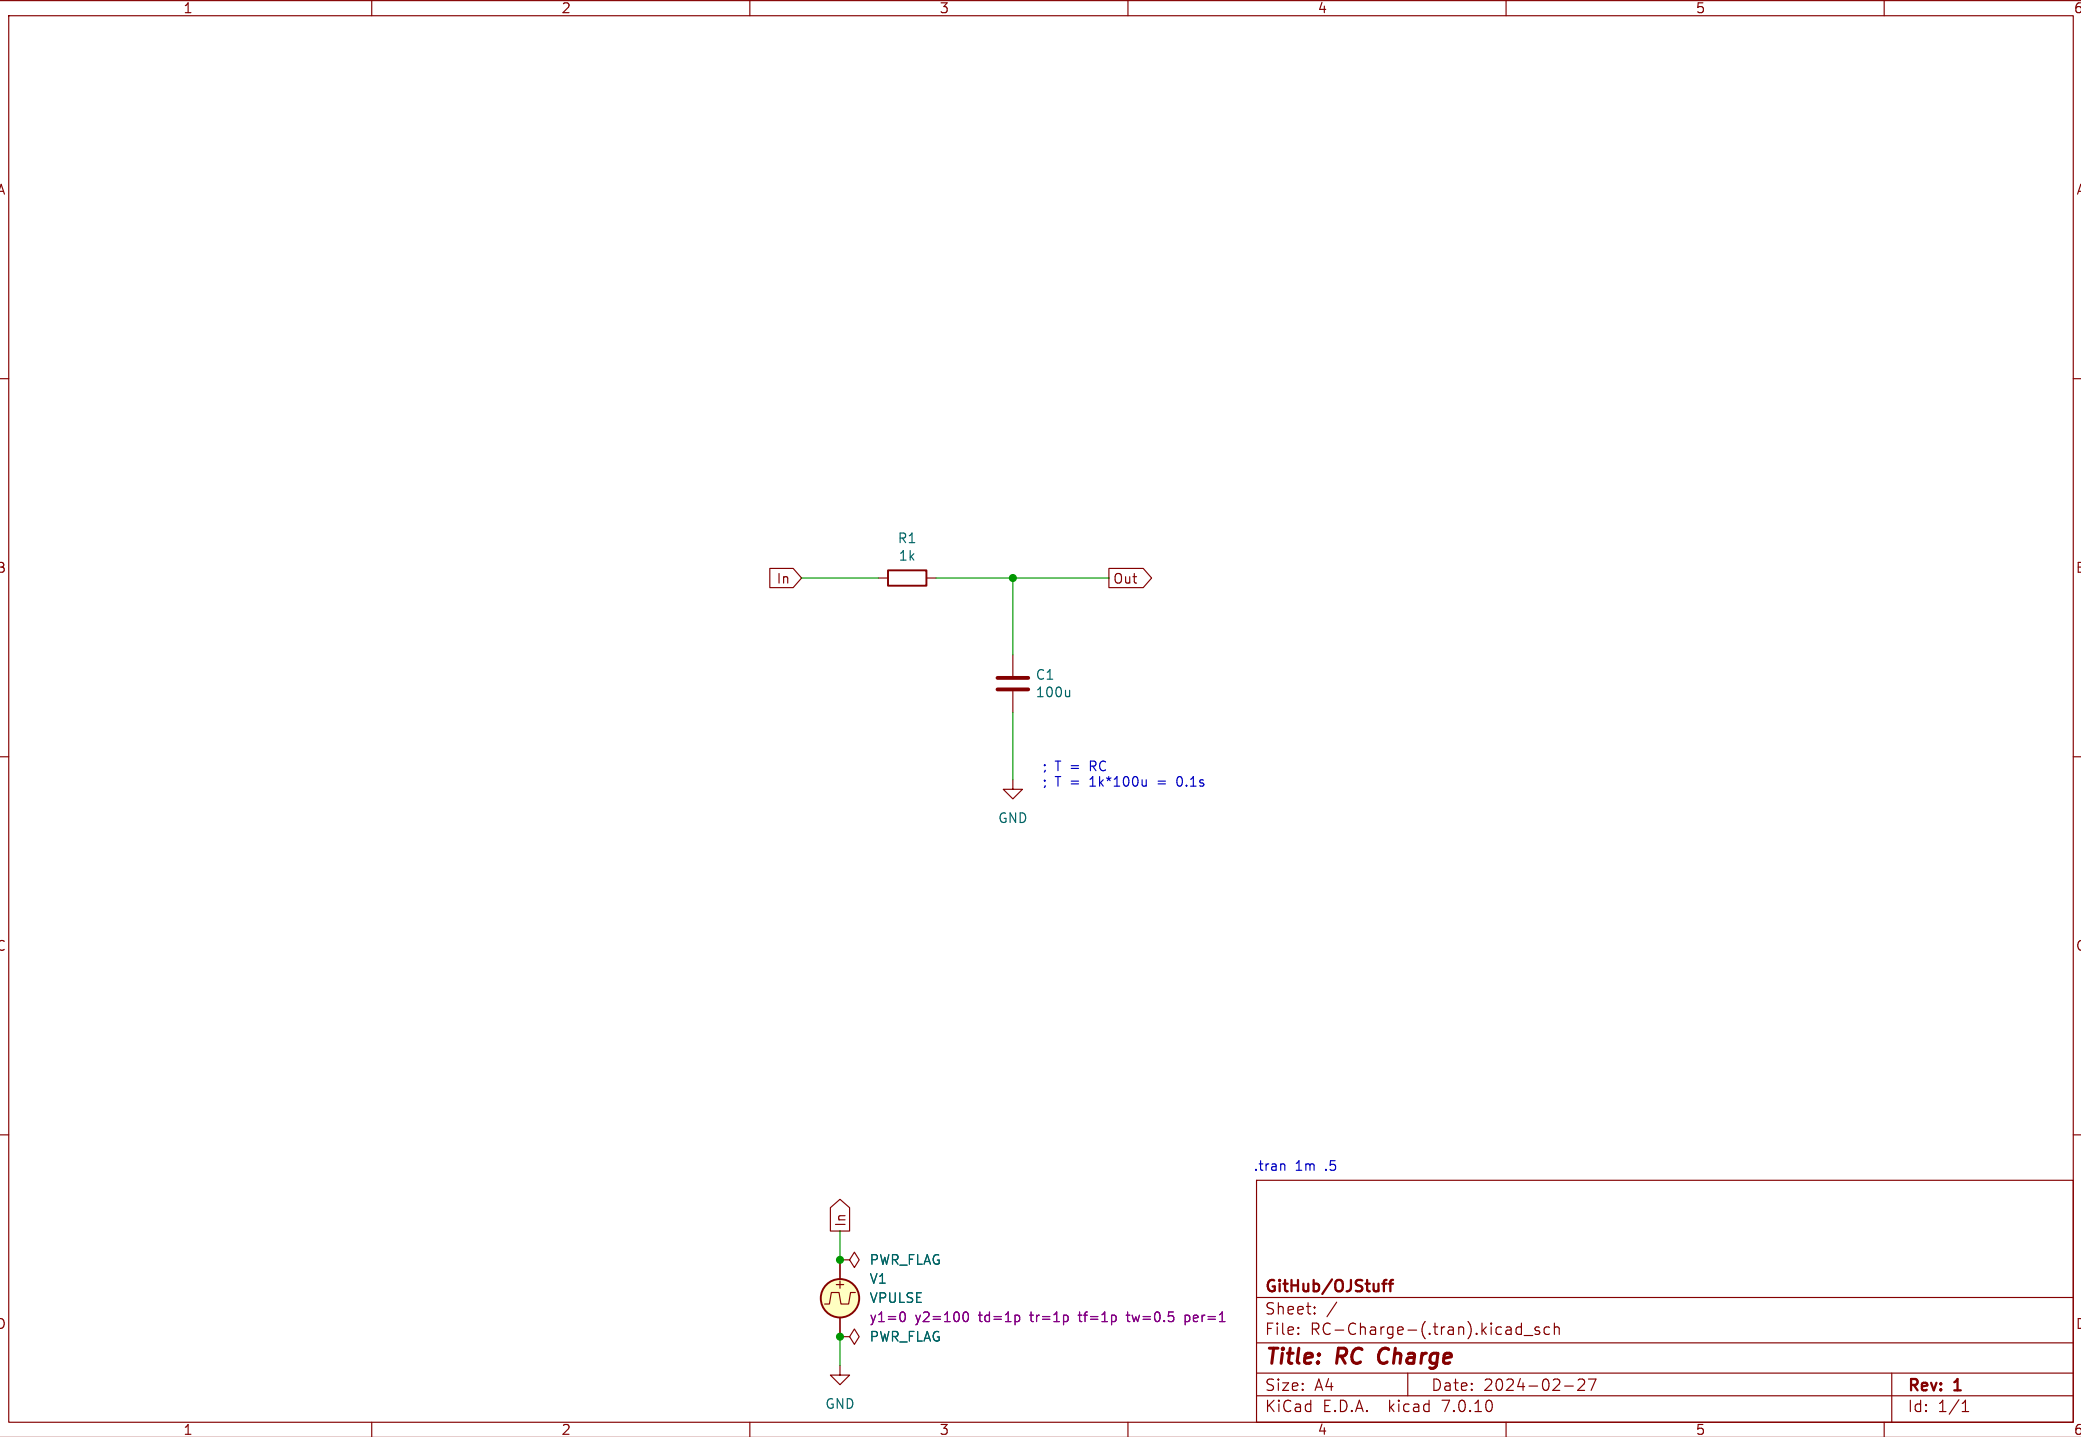 1 2 3 4 5 6
A A
R1
1k
In
Out
B B
C1
100u
; T = RC
; T = 1k*100u = 0.1s
GND
C C
.tran 1m .5
In
PWR_FLAG
V1
VPULSE
y1=0 y2=100 td=1p tr=1p tf=1p tw=0.5 per=1
PWR_FLAG
GND
D D
GitHub/OJStuff
Sheet: /
File: RC-Charge-(.tran).kicad_sch
Title: RC Charge
Size: A4 Date: 2024-02-27 Rev: 1
KiCad E.D.A. kicad 7.0.10 Id: 1/1
1 2 3 4 5 6